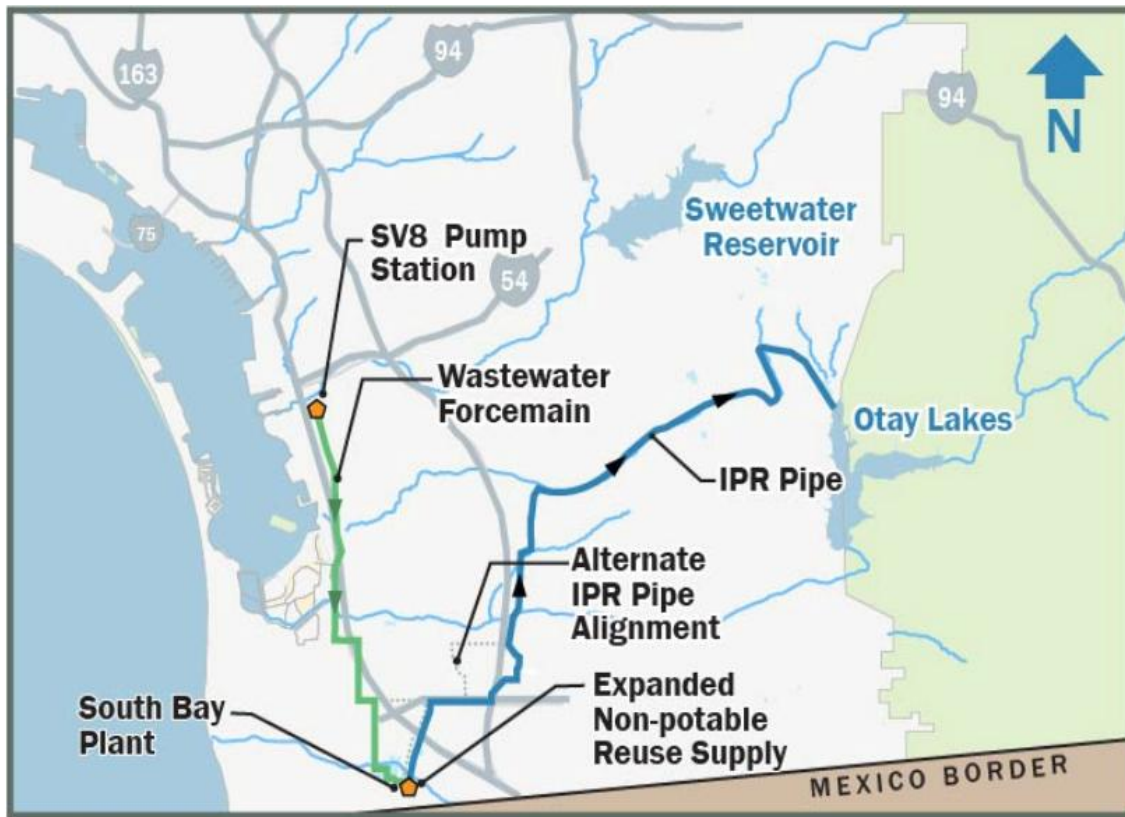 163
94
94
N
75
SV8 Pump
Station
54
Sweetwater
Reservoir
Wastewater
Forcemain
Otay Lakes
IPR Pipe
Alternate
IPR Pipe
Alignment
South Bay
Plant
Expanded
Non-potable
Reuse Supply
MEXICO BORDER